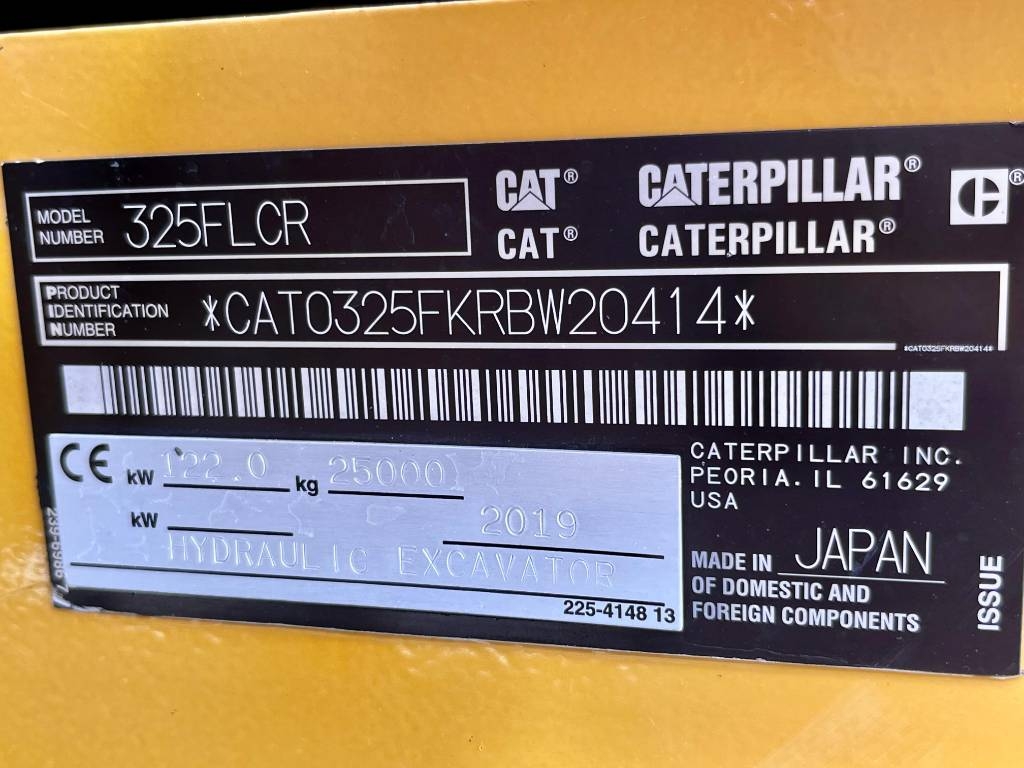 MODEL NUMBER 325FLCR
CAT® CATERPILLAR®
CAT® CATERPILLAR®
PRODUCT
IDENTIFICATION
NUMBER
*CAT0325FKRBW20414*
*CAT0325FKRBW20414*
CE kW 122.0 kg 25000
kW 2019
HYDRAULIC EXCAVATOR
225-4148 13
CATERPILLAR INC.
PEORIA. IL 61629
USA
MADE IN JAPAN
OF DOMESTIC AND
FOREIGN COMPONENTS
ISSUE